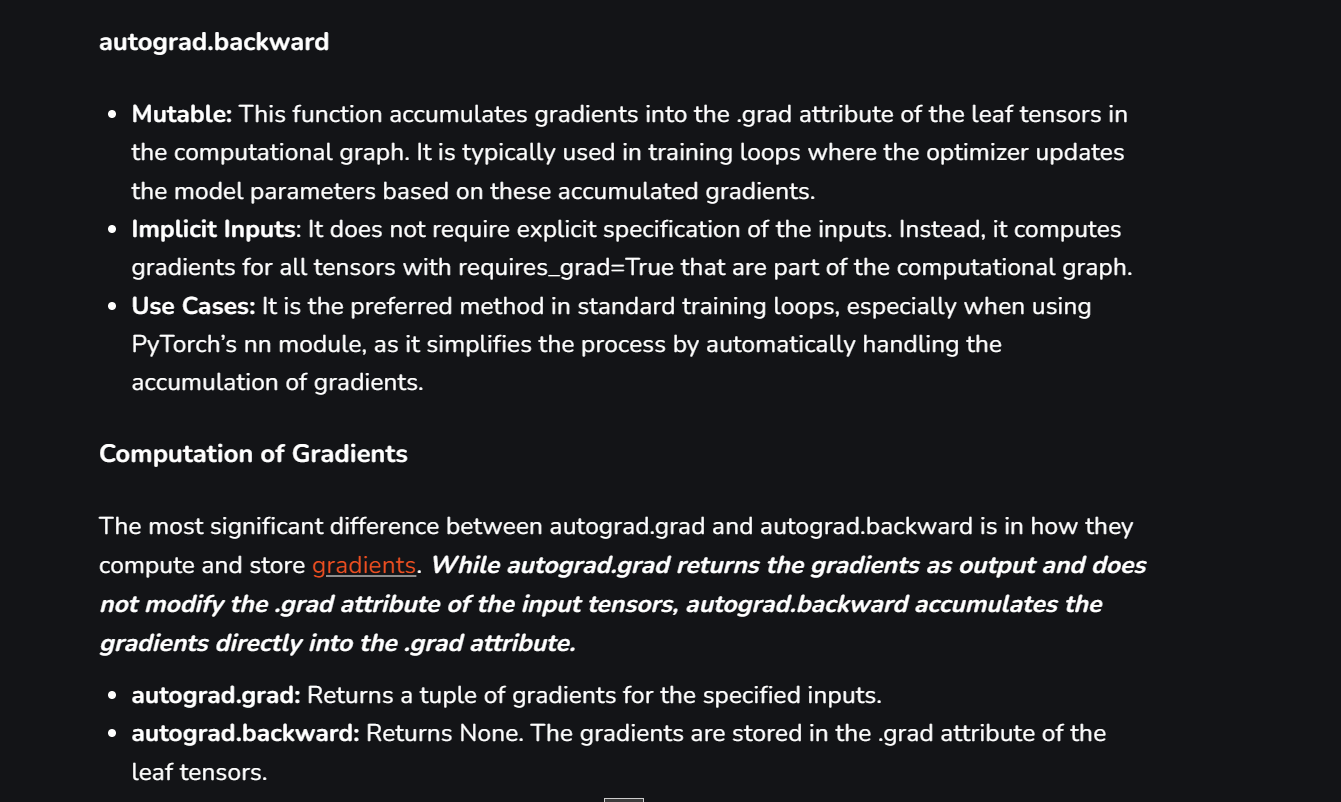 autograd.backward
• Mutable: This function accumulates gradients into the .grad attribute of the leaf tensors in
the computational graph. It is typically used in training loops where the optimizer updates
the model parameters based on these accumulated gradients.
• Implicit Inputs: It does not require explicit specification of the inputs. Instead, it computes
gradients for all tensors with requires_grad=True that are part of the computational graph.
• Use Cases: It is the preferred method in standard training loops, especially when using
PyTorch’s nn module, as it simplifies the process by automatically handling the
accumulation of gradients.
Computation of Gradients
The most significant difference between autograd.grad and autograd.backward is in how they
compute and store gradients. While autograd.grad returns the gradients as output and does
not modify the .grad attribute of the input tensors, autograd.backward accumulates the
gradients directly into the .grad attribute.
• autograd.grad: Returns a tuple of gradients for the specified inputs.
• autograd.backward: Returns None. The gradients are stored in the .grad attribute of the
leaf tensors.